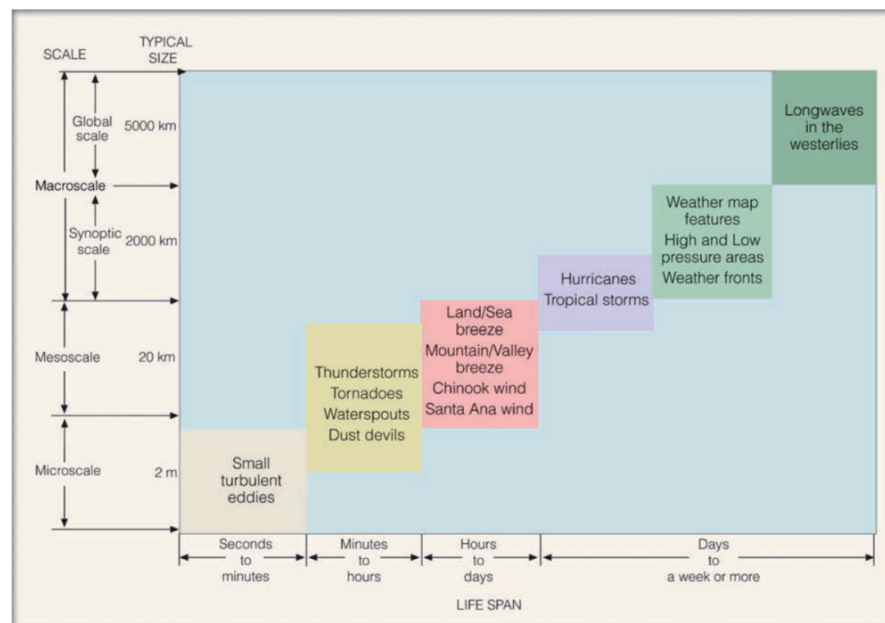 SCALE
TYPICAL
SIZE
Global
scale
5000 km
Macroscale
Synoptic
scale
2000 km
Mesoscale
20 km
Microscale
2 m
Longwaves
in the
westerlies
Weather map
features
High and Low
pressure areas
Weather fronts
Hurricanes
Tropical storms
Land/Sea
breeze
Mountain/Valley
breeze
Chinook wind
Santa Ana wind
Thunderstorms
Tornadoes
Waterspouts
Dust devils
Small
turbulent
eddies
Seconds
to
minutes
Minutes
to
hours
Hours
to
days
Days
to
a week or more
LIFE SPAN